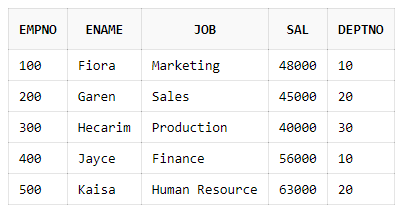 EMPNO ENAME JOB SAL DEPTNO
100 Fiora Marketing 48000 10
200 Garen Sales 45000 20
300 Hecarim Production 40000 30
400 Jayce Finance 56000 10
500 Kaisa Human Resource 63000 20